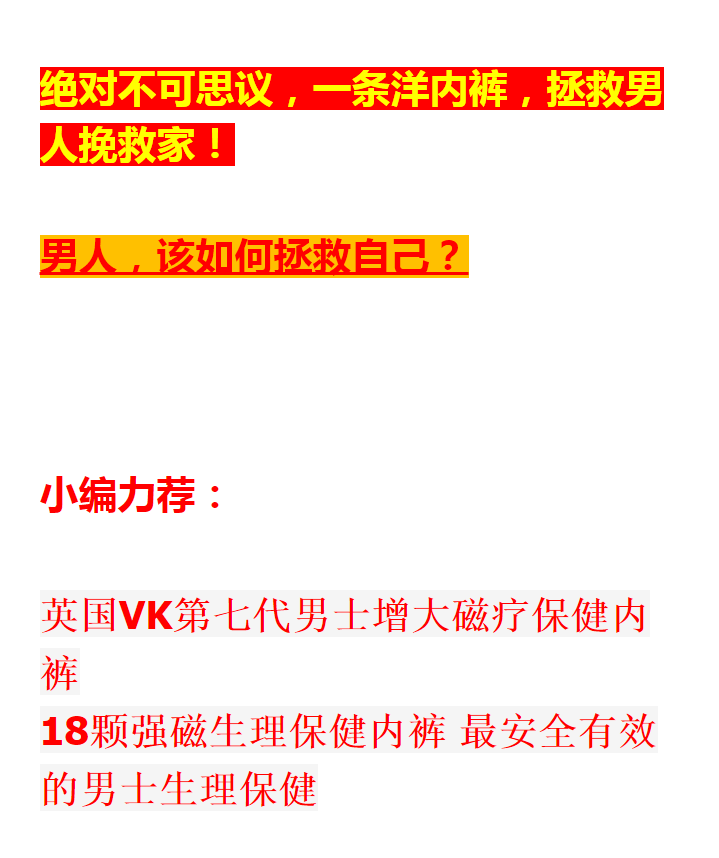 绝对不可思议，一条洋内裤，拯救男
人挽救家！
男人，该如何拯救自己？
小编力荐：
英国VK第七代男士增大磁疗保健内
裤
18颗强磁生理保健内裤 最安全有效
的男士生理保健